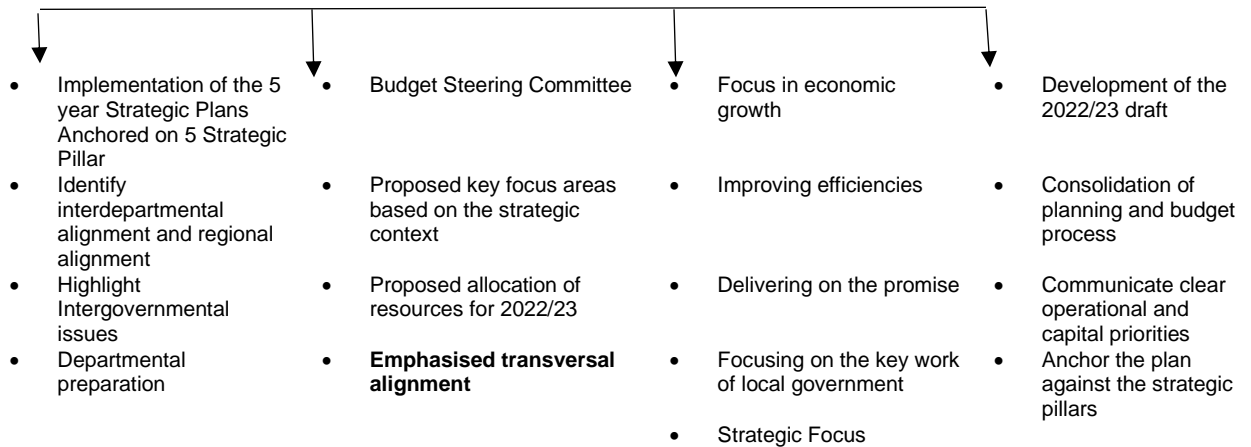 Implementation of the 5
year Strategic Plans
Anchored on 5 Strategic
Pillar
Identify
interdepartmental
alignment and regional
alignment
Highlight
Intergovernmental
issues
Departmental
preparation
Budget Steering Committee
Proposed key focus areas
based on the strategic
context
Proposed allocation of
resources for 2022/23
Emphasised transversal
alignment
Focus in economic
growth
Improving efficiencies
Delivering on the promise
Focusing on the key work
of local government
Strategic Focus
Development of the
2022/23 draft
Consolidation of
planning and budget
process
Communicate clear
operational and
capital priorities
Anchor the plan
against the strategic
pillars